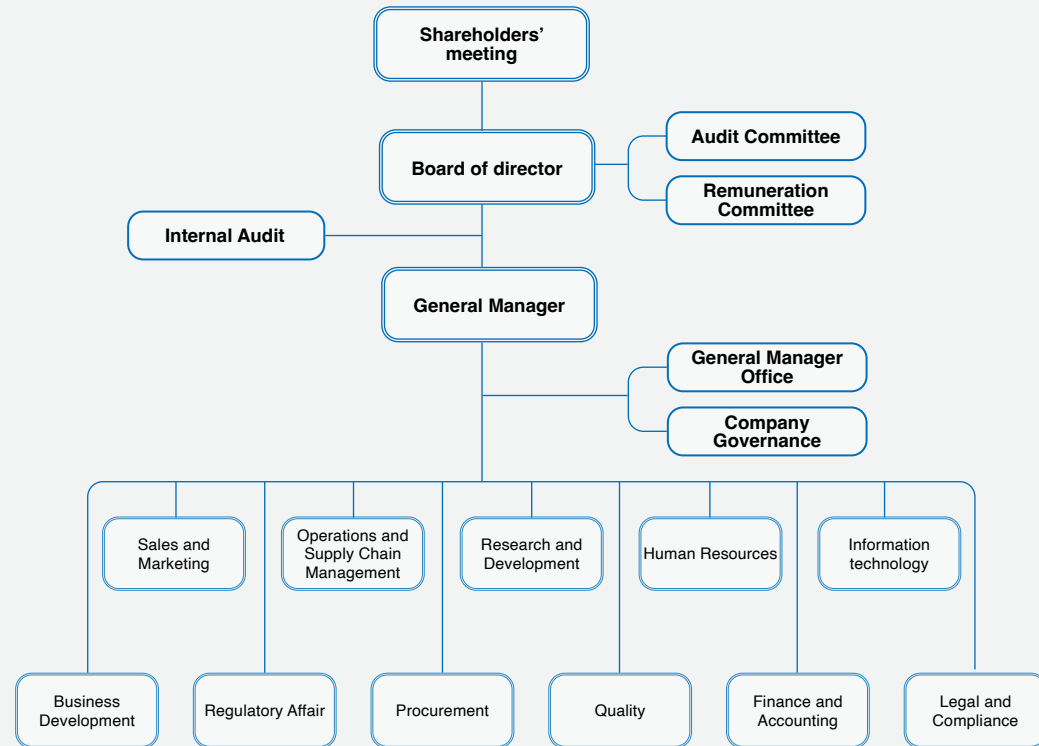 Shareholders’
meeting
Board of director
Audit Committee
Remuneration
Committee
Internal Audit
General Manager
General Manager
Office
Company
Governance
Sales and
Marketing
Operations and
Supply Chain
Management
Research and
Development
Human Resources
Information
technology
Business
Development
Regulatory Affair
Procurement
Quality
Finance and
Accounting
Legal and
Compliance